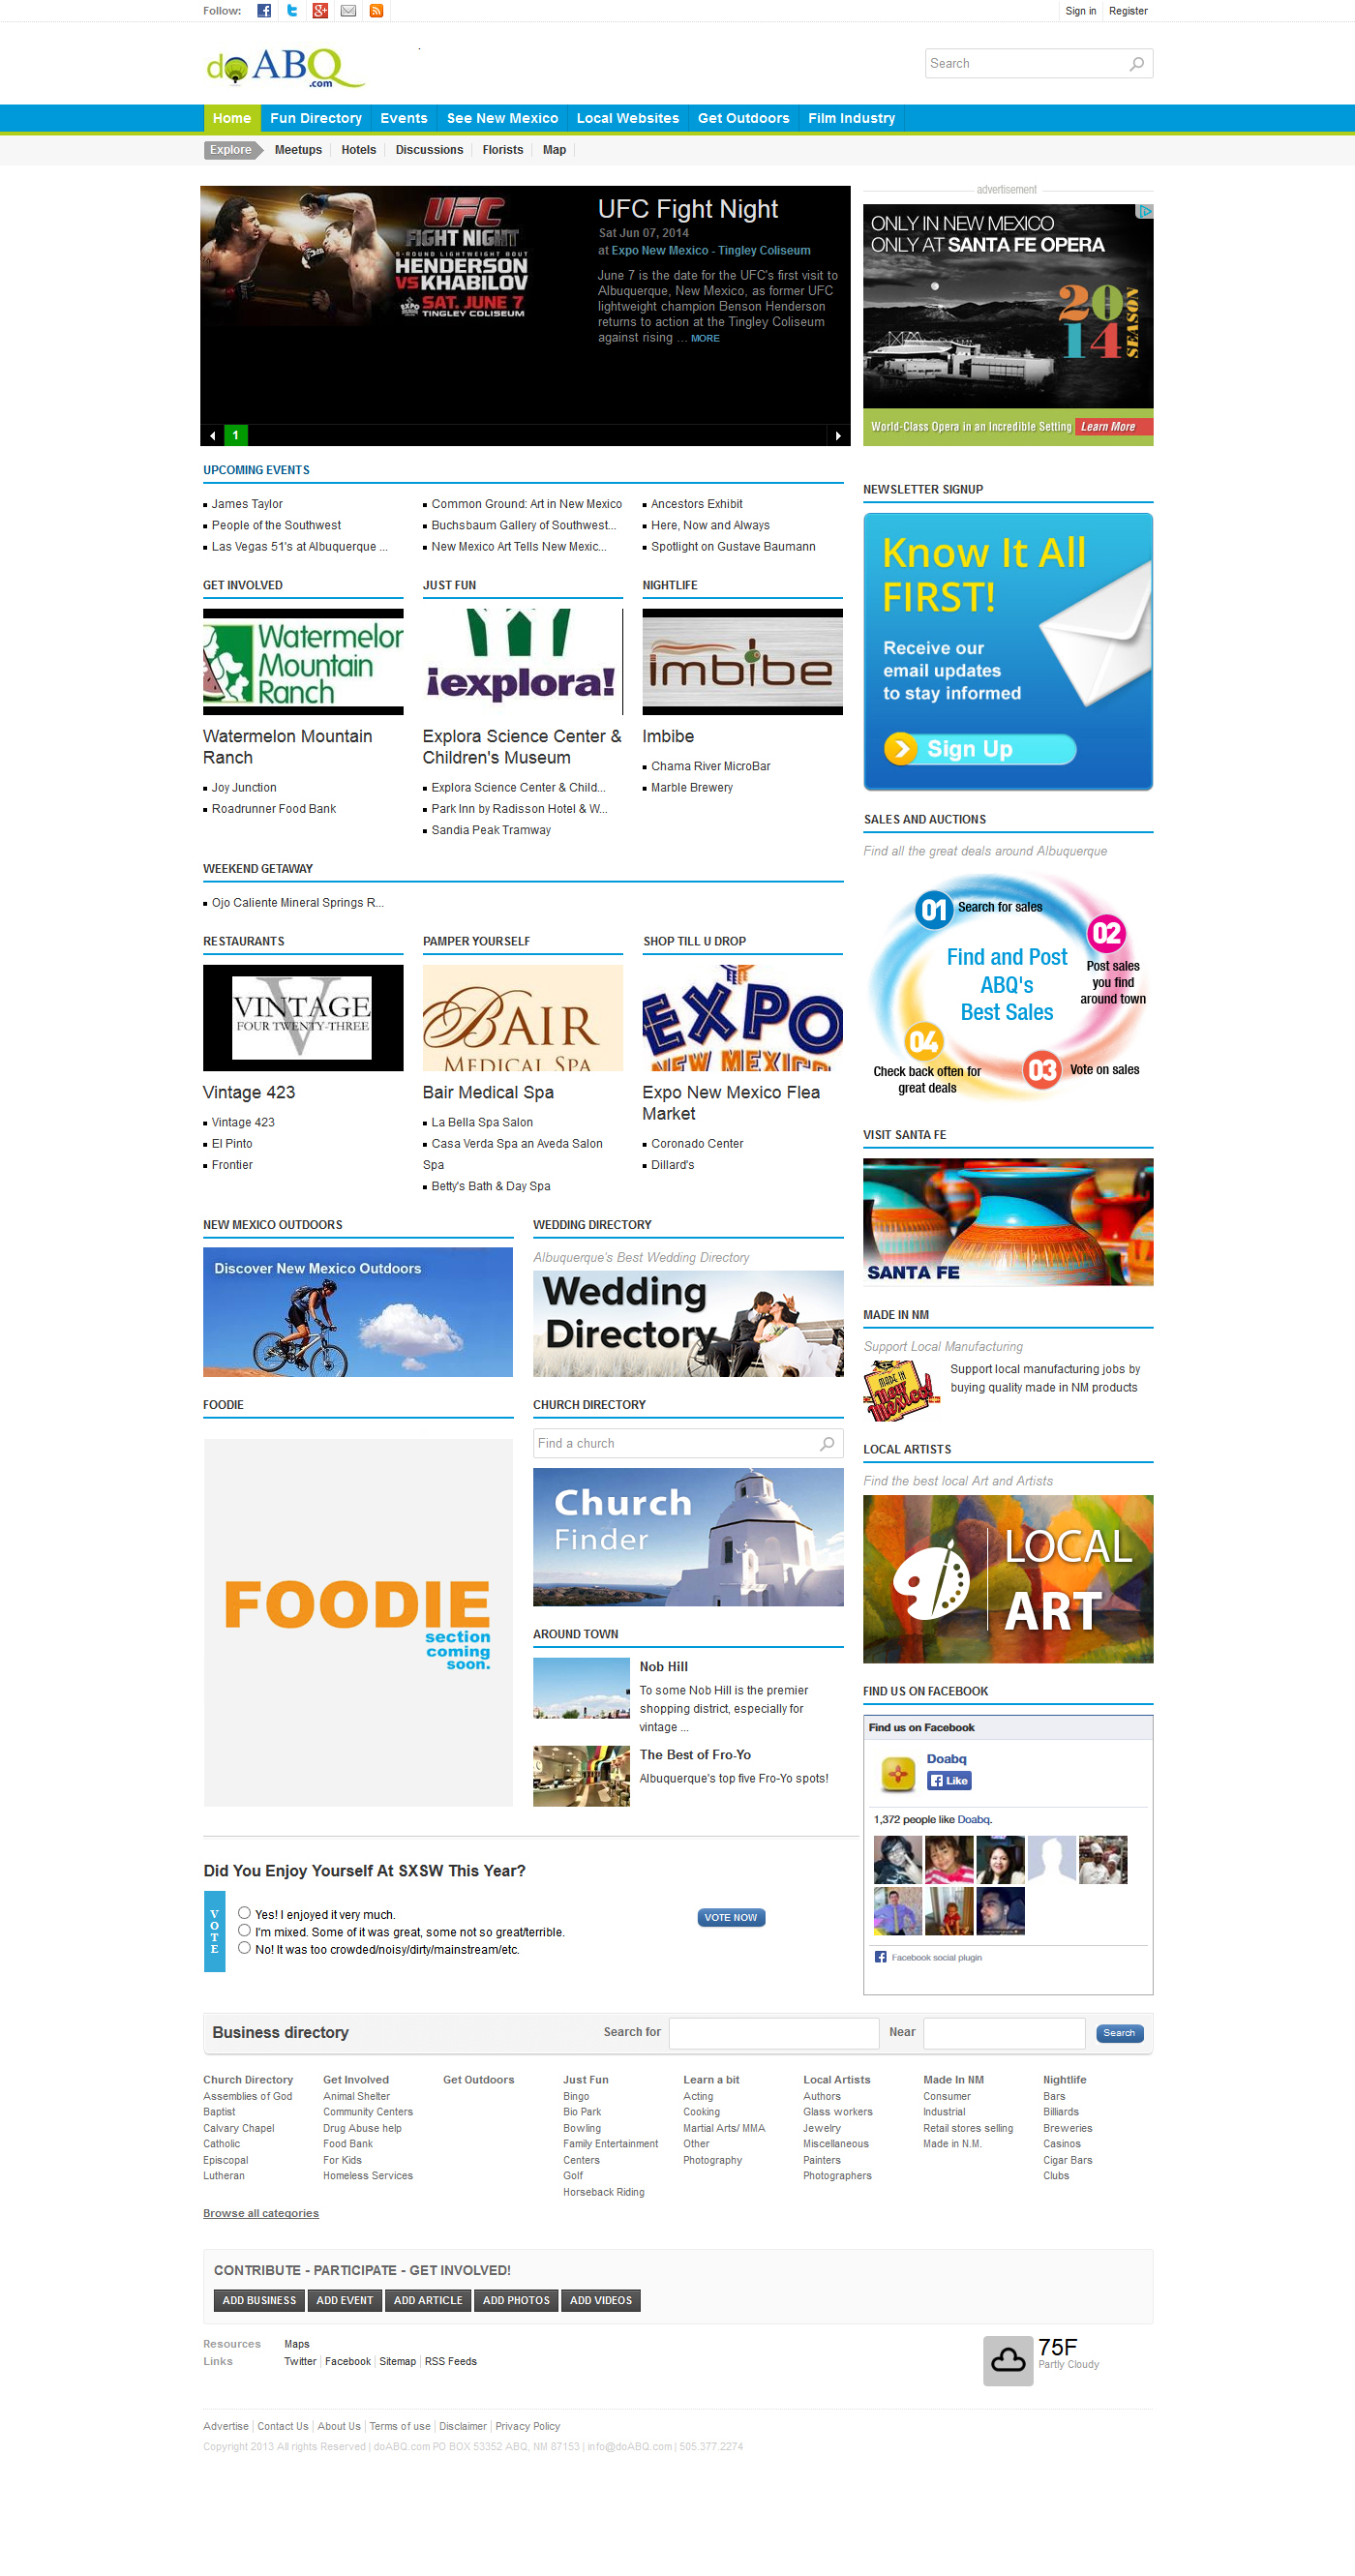 Follow:
Sign in
Register
doABQ
.com
Search
Home
Fun Directory
Events
See New Mexico
Local Websites
Get Outdoors
Film Industry
Explore
Meetups
Hotels
Discussions
Florists
Map
UFC
FIGHT NIGHT
5-ROUND LIGHTWEIGHT BOUT
HENDERSON
VS KHABILOV
SAT. JUNE 7
TINGLEY COLISEUM
UFC Fight Night
Sat Jun 07, 2014
at Expo New Mexico - Tingley Coliseum
June 7 is the date for the UFC's first visit to
Albuquerque, New Mexico, as former UFC
lightweight champion Benson Henderson
returns to action at the Tingley Coliseum
against rising ... MORE
1
advertisement
ONLY IN NEW MEXICO
ONLY AT SANTA FE OPERA
2014 SEASON
World-Class Opera in an Incredible Setting
Learn More
UPCOMING EVENTS
James Taylor
People of the Southwest
Las Vegas 51's at Albuquerque ...
Common Ground: Art in New Mexico
Buchsbaum Gallery of Southwest...
New Mexico Art Tells New Mexic...
Ancestors Exhibit
Here, Now and Always
Spotlight on Gustave Baumann
GET INVOLVED
Watermelor
Mountain
Ranch
Watermelon Mountain
Ranch
Joy Junction
Roadrunner Food Bank
JUST FUN
¡explora!
Explora Science Center &
Children's Museum
Explora Science Center & Child...
Park Inn by Radisson Hotel & W...
Sandia Peak Tramway
NIGHTLIFE
imbibe
Imbibe
Chama River MicroBar
Marble Brewery
NEWSLETTER SIGNUP
Know It All
FIRST!
Receive our
email updates
to stay informed
Sign Up
SALES AND AUCTIONS
Find all the great deals around Albuquerque
01
Search for sales
02
Post sales
you find
around town
Find and Post
ABQ's
Best Sales
04
Check back often for
great deals
03
Vote on sales
WEEKEND GETAWAY
Ojo Caliente Mineral Springs R...
RESTAURANTS
V
VINTAGE
FOUR TWENTY-THREE
Vintage 423
Vintage 423
El Pinto
Frontier
PAMPER YOURSELF
BAIR
MEDICAL SPA
Bair Medical Spa
La Bella Spa Salon
Casa Verda Spa an Aveda Salon
Spa
Betty's Bath & Day Spa
SHOP TILL U DROP
EXPO
NEW MEXICO
Expo New Mexico Flea
Market
Coronado Center
Dillard's
VISIT SANTA FE
SANTA FE
NEW MEXICO OUTDOORS
Discover New Mexico Outdoors
WEDDING DIRECTORY
Albuquerque's Best Wedding Directory
Wedding
Directory
MADE IN NM
Support Local Manufacturing
MADE IN
New
Mexico!
Support local manufacturing jobs by
buying quality made in NM products
FOODIE
FOODIE
section
coming
soon.
CHURCH DIRECTORY
Find a church
Church
Finder
LOCAL ARTISTS
Find the best local Art and Artists
LOCAL
ART
AROUND TOWN
Nob Hill
To some Nob Hill is the premier
shopping district, especially for
vintage ...
The Best of Fro-Yo
Albuquerque's top five Fro-Yo spots!
FIND US ON FACEBOOK
Find us on Facebook
Doabq
Like
1,372 people like Doabq.
Facebook social plugin
Did You Enjoy Yourself At SXSW This Year?
VOTE
Yes! I enjoyed it very much.
I'm mixed. Some of it was great, some not so great/terrible.
No! It was too crowded/noisy/dirty/mainstream/etc.
VOTE NOW
Business directory
Search for
Near
Search
Church Directory
Assemblies of God
Baptist
Calvary Chapel
Catholic
Episcopal
Lutheran
Get Involved
Animal Shelter
Community Centers
Drug Abuse help
Food Bank
For Kids
Homeless Services
Get Outdoors
Just Fun
Bingo
Bio Park
Bowling
Family Entertainment
Centers
Golf
Horseback Riding
Learn a bit
Acting
Cooking
Martial Arts/ MMA
Other
Photography
Local Artists
Authors
Glass workers
Jewelry
Miscellaneous
Painters
Photographers
Made In NM
Consumer
Industrial
Retail stores selling
Made in N.M.
Nightlife
Bars
Billiards
Breweries
Casinos
Cigar Bars
Clubs
Browse all categories
CONTRIBUTE - PARTICIPATE - GET INVOLVED!
ADD BUSINESS
ADD EVENT
ADD ARTICLE
ADD PHOTOS
ADD VIDEOS
Resources
Maps
Links
Twitter | Facebook | Sitemap | RSS Feeds
75F
Partly Cloudy
Advertise | Contact Us | About Us | Terms of use | Disclaimer | Privacy Policy
Copyright 2013 All rights Reserved | doABQ.com PO BOX 53352 ABQ, NM 87153 | info@doABQ.com | 505.377.2274